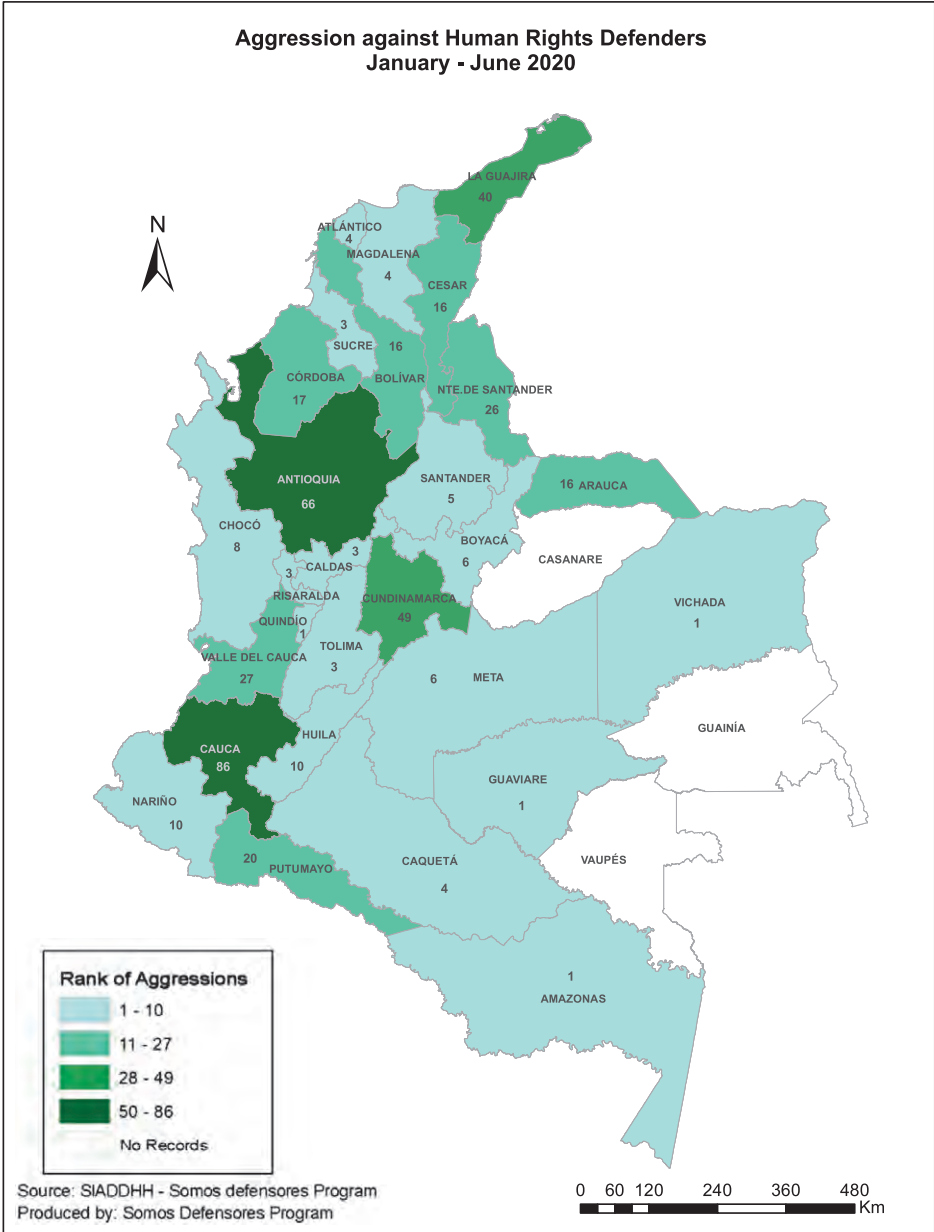 Aggression against Human Rights Defenders
January - June 2020
N
LA GUAJIRA
40
ATLÁNTICO
4
MAGDALENA
4
CESAR
16
3
SUCRE
16
BOLÍVAR
CÓRDOBA
17
NTE.DE SANTANDER
26
ANTIOQUIA
66
SANTANDER
5
16 ARAUCA
CHOCÓ
8
BOYACÁ
6
CASANARE
3
CALDAS
3
RISARALDA
CUNDINAMARCA
49
VICHADA
1
QUINDÍO
1
TOLIMA
3
VALLE DEL CAUCA
27
6 META
GUAINÍA
HUILA
10
CAUCA
86
GUAVIARE
1
NARIÑO
10
20
PUTUMAYO
CAQUETÁ
4
VAUPÉS
1
AMAZONAS
Rank of Aggressions
1 - 10
11 - 27
28 - 49
50 - 86
No Records
Source: SIADDHH - Somos defensores Program
Produced by: Somos Defensores Program
0 60 120 240 360 480
Km